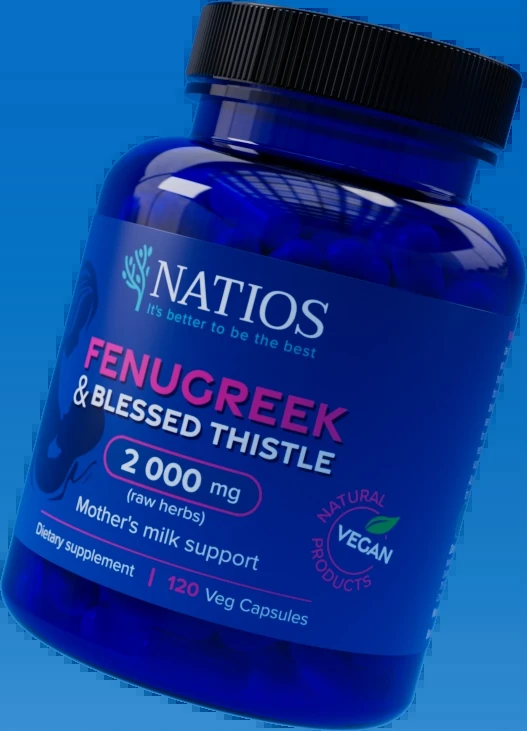 NATIOS
It's better to be the best
FENUGREEK
& BLESSED THISTLE
2 000 mg
(raw herbs)
Mother's milk support
Dietary supplement | 120 Veg Capsules
NATURAL
VEGAN
PRODUCTS